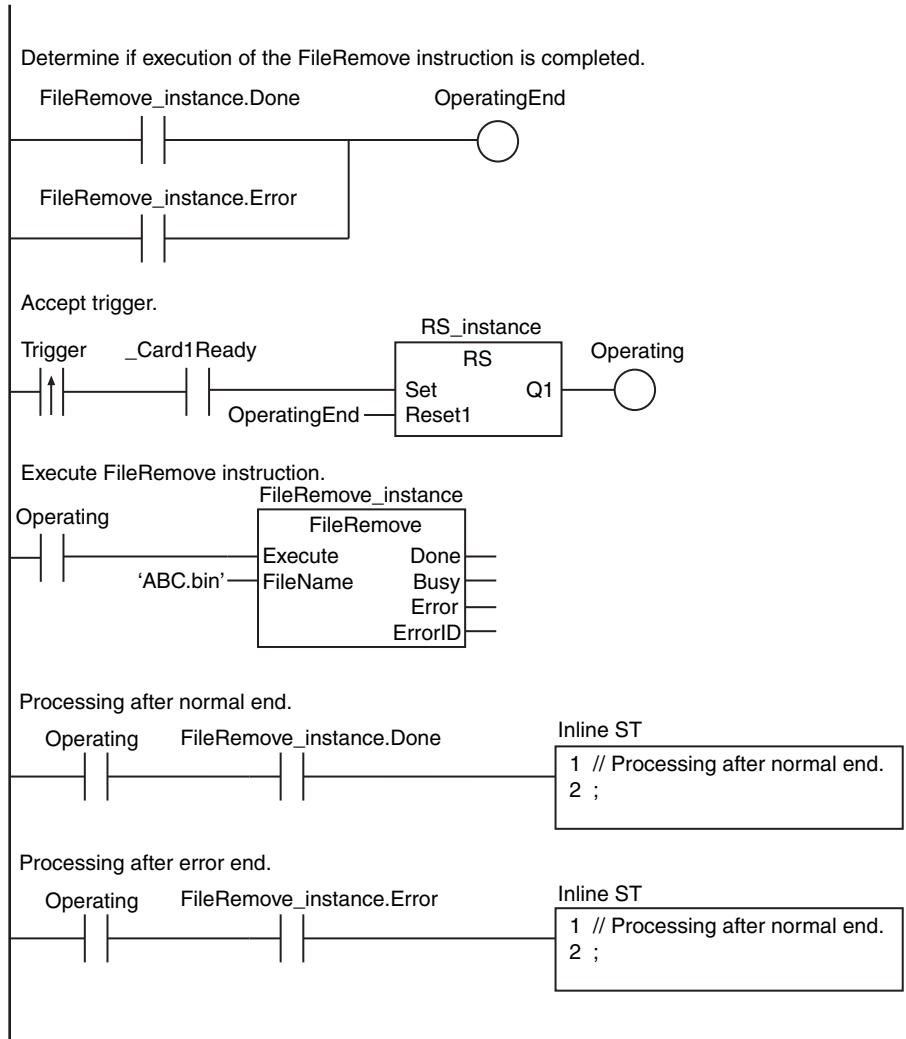 Determine if execution of the FileRemove instruction is completed.
FileRemove_instance.Done OperatingEnd
FileRemove_instance.Error
Accept trigger.
RS_instance
Trigger _Card1Ready RS Operating
Set Q1
OperatingEnd Reset1
Execute FileRemove instruction.
FileRemove_instance
Operating FileRemove
Execute Done
'ABC.bin' FileName Busy
Error
ErrorID
Processing after normal end.
Operating FileRemove_instance.Done Inline ST
1 // Processing after normal end.
2 ;
Processing after error end.
Operating FileRemove_instance.Error Inline ST
1 // Processing after normal end.
2 ;